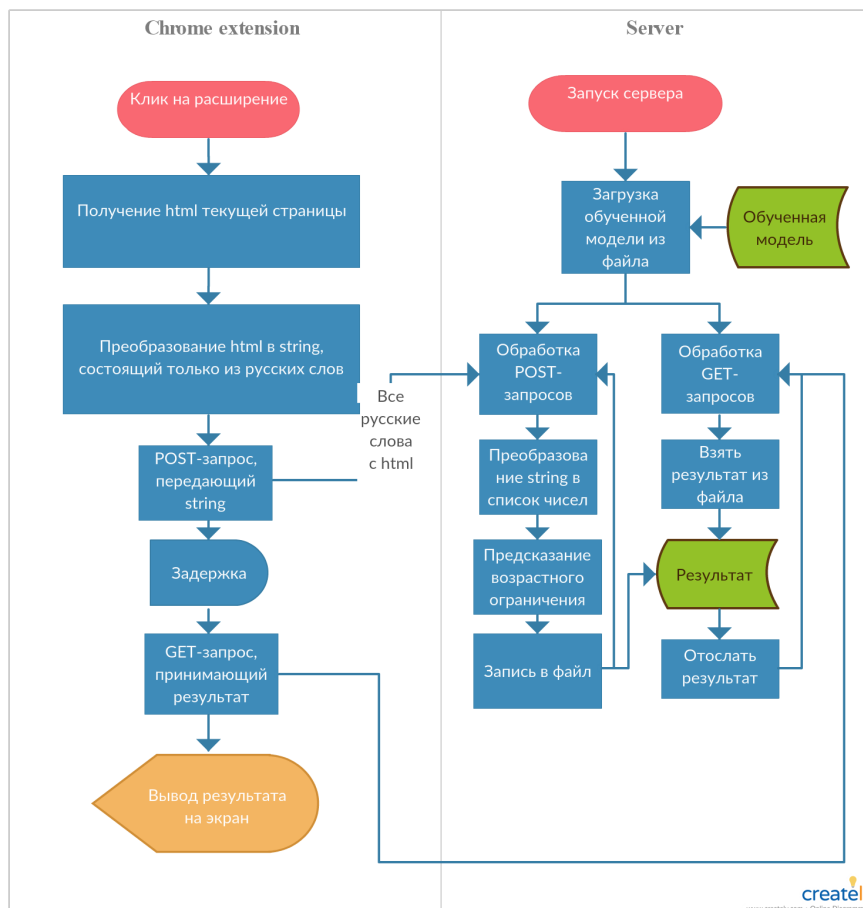 Chrome extension
Клик на расширение
Получение html текущей страницы
Преобразование html в string,
состоящий только из русских слов
Все
русские
слова
с html
POST-запрос,
передающий
string
Задержка
GET-запрос,
принимающий
результат
Вывод результата
на экран
Server
Запуск сервера
Загрузка
обученной
модели из
файла
Обученная
модель
Обработка
POST-
запросов
Преобразова
ние string в
список чисел
Предсказание
возрастного
ограничения
Запись в файл
Обработка
GET-
запросов
Взять
результат из
файла
Результат
Отослать
результат
createl